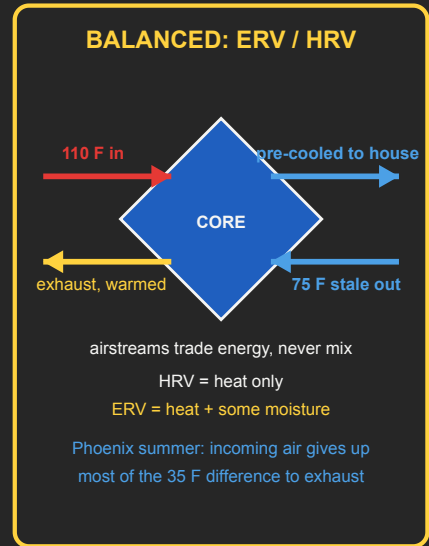 BALANCED: ERV / HRV
110 F in
pre-cooled to house
CORE
exhaust, warmed
75 F stale out
airstreams trade energy, never mix
HRV = heat only
ERV = heat + some moisture
Phoenix summer: incoming air gives up
most of the 35 F difference to exhaust